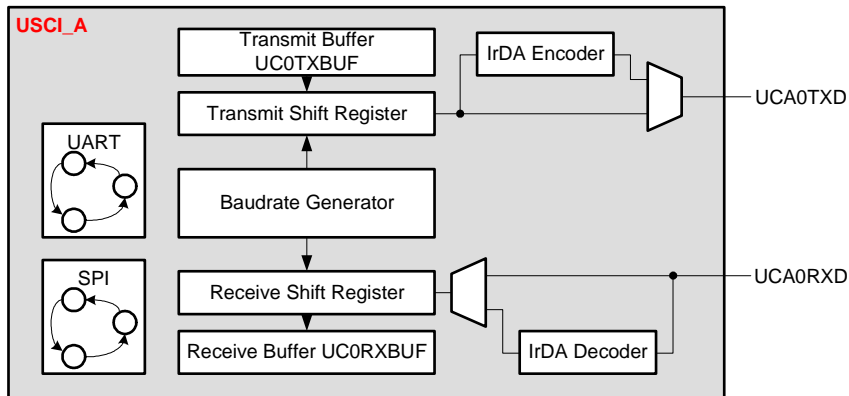 USCI_A
Transmit Buffer
UC0TXBUF
IrDA Encoder
UCA0TXD
Transmit Shift Register
UART
Baudrate Generator
SPI
Receive Shift Register
UCA0RXD
Receive Buffer UC0RXBUF
IrDA Decoder